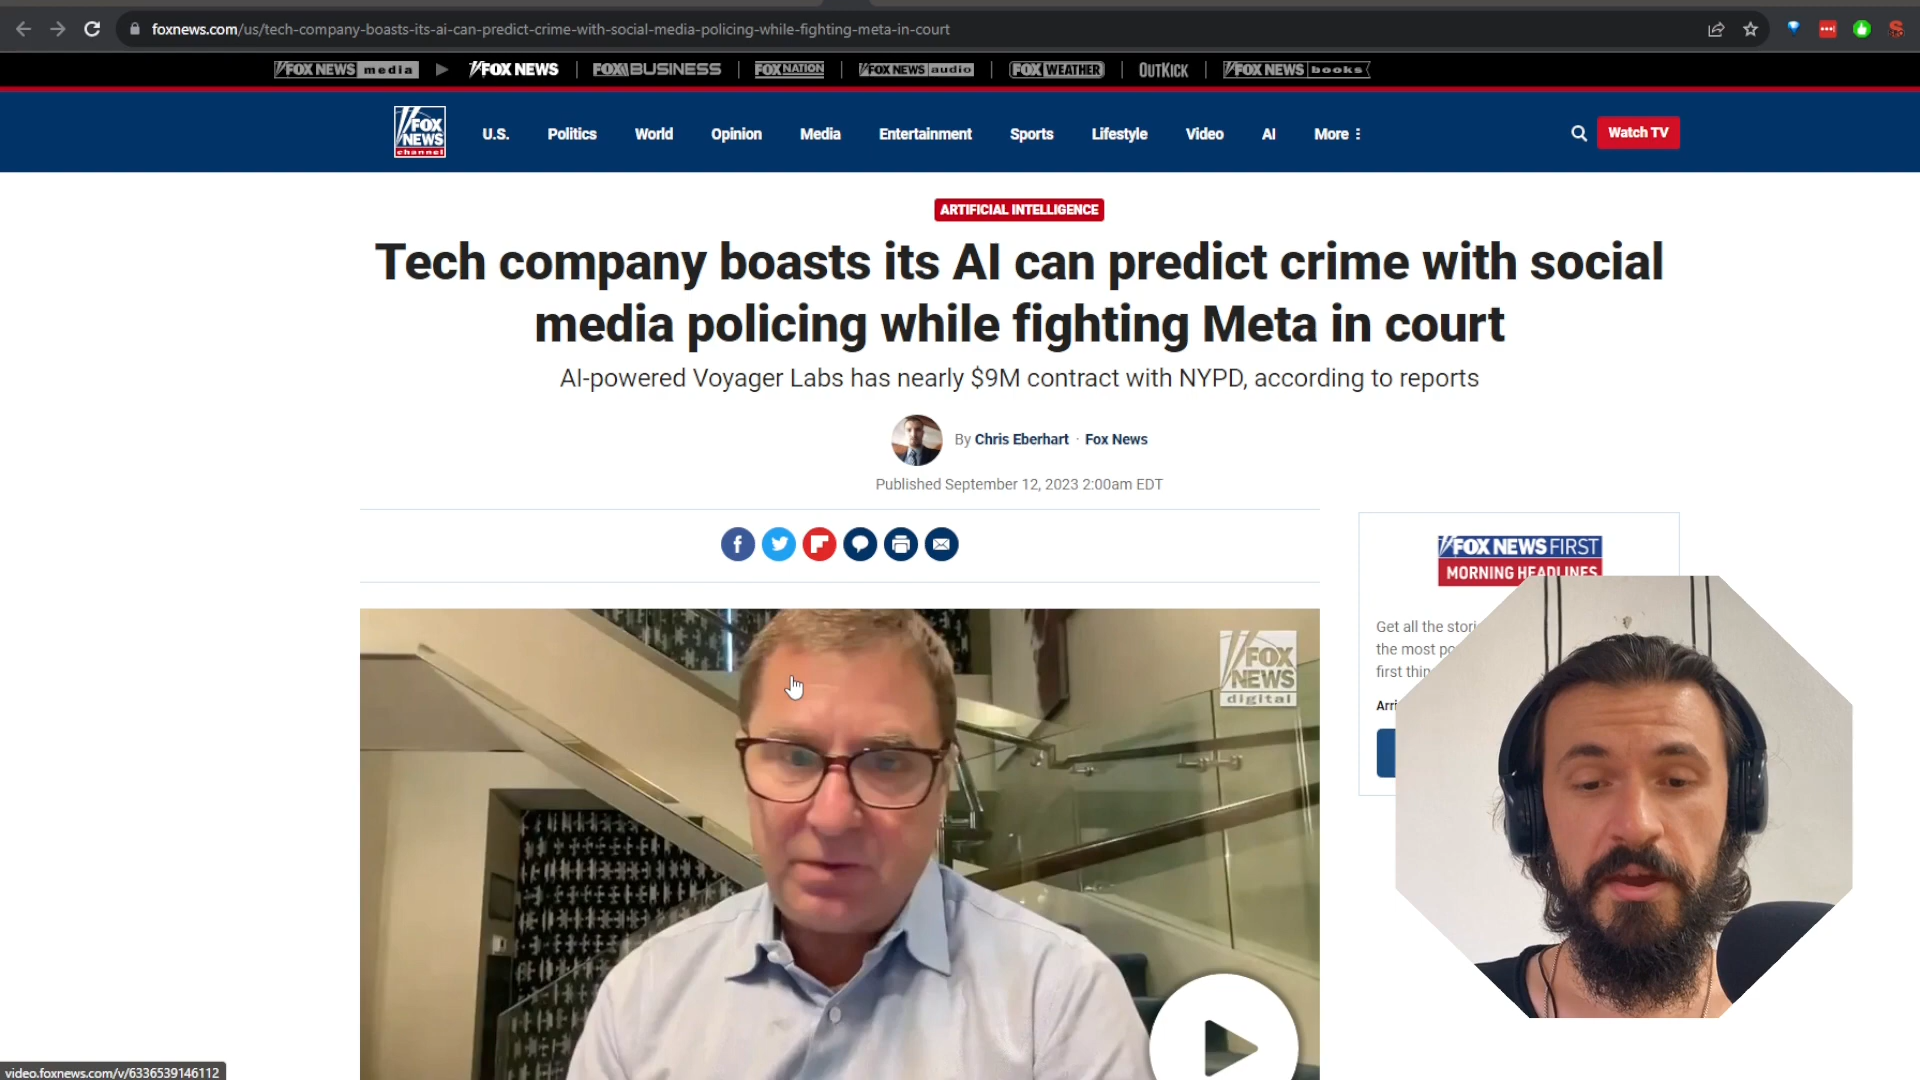 foxnews.com/us/tech-company-boasts-its-ai-can-predict-crime-with-social-media-policing-while-fighting-meta-in-court
FOX NEWS media FOX NEWS FOX BUSINESS FOX NATION FOX NEWS audio FOX WEATHER OUTKICK FOX NEWS books
FOX NEWS channel
U.S. Politics World Opinion Media Entertainment Sports Lifestyle Video AI More Watch TV
ARTIFICIAL INTELLIGENCE
Tech company boasts its AI can predict crime with social
media policing while fighting Meta in court
AI-powered Voyager Labs has nearly $9M contract with NYPD, according to reports
By Chris Eberhart · Fox News
Published September 12, 2023 2:00am EDT
FOX NEWS FIRST
MORNING HEADLINES
Get all the stori
the most po
first thin
Arri
FOX
NEWS
digital
video.foxnews.com/v/6336539146112